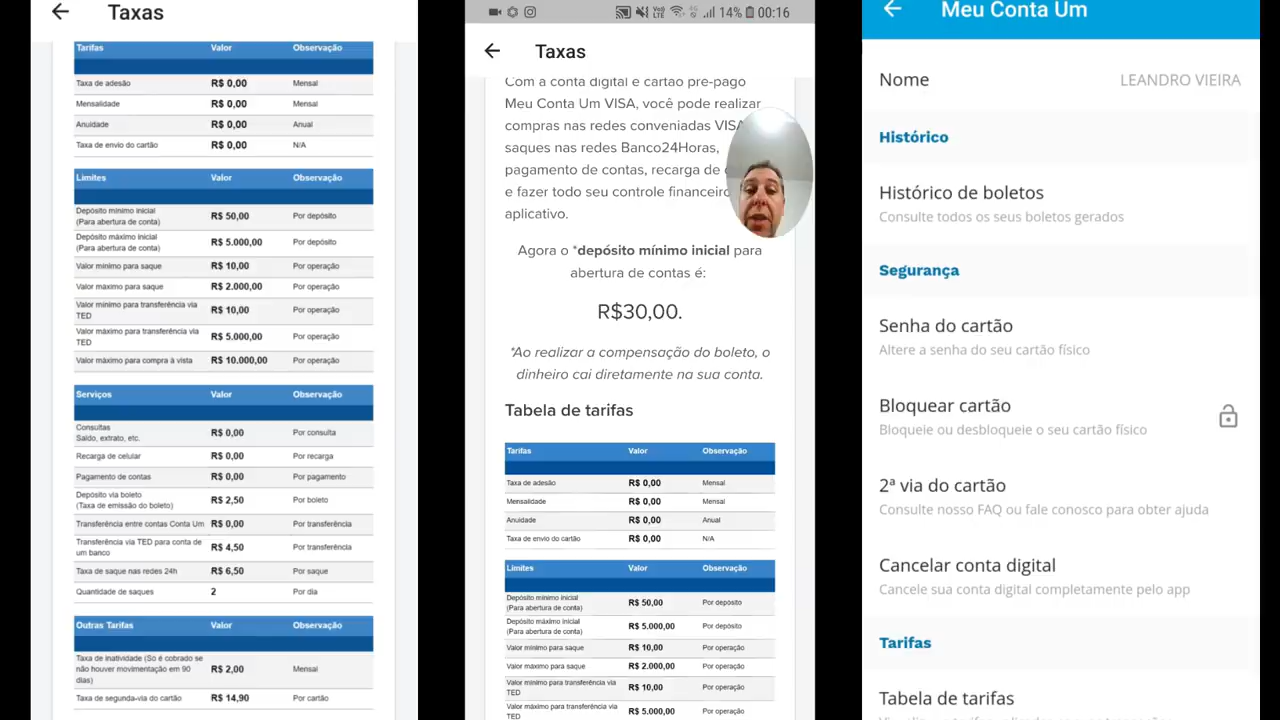 Taxas
Tarifas Valor Observação
Taxa de adesão R$ 0,00 Mensal
Mensalidade R$ 0,00 Mensal
Anuidade R$ 0,00 Anual
Taxa de envio do cartão R$ 0,00 N/A
Limites Valor Observação
Depósito mínimo inicial
(Para abertura de conta) R$ 50,00 Por depósito
Depósito máximo inicial
(Para abertura de conta) R$ 5.000,00 Por depósito
Valor mínimo para saque R$ 10,00 Por operação
Valor máximo para saque R$ 2.000,00 Por operação
Valor mínimo para transferência via
TED R$ 10,00 Por operação
Valor máximo para transferência via
TED R$ 5.000,00 Por operação
Valor máximo para compra à vista R$ 10.000,00 Por operação
Serviços Valor Observação
Consultas
Saldo, extrato, etc. R$ 0,00 Por consulta
Recarga de celular R$ 0,00 Por recarga
Pagamento de contas R$ 0,00 Por pagamento
Depósito via boleto
(Taxa de emissão do boleto) R$ 2,50 Por boleto
Transferência entre contas Conta Um R$ 0,00 Por transferência
Transferência via TED para conta de
um banco R$ 4,50 Por transferência
Taxa de saque nas redes 24h R$ 6,50 Por saque
Quantidade de saques 2 Por dia
Outras Tarifas Valor Observação
Taxa de inatividade (Só é cobrado se
não houver movimentação em 90
dias) R$ 2,00 Mensal
Taxa de segunda-via do cartão R$ 14,90 Por cartão
14% 00:16
Taxas
Com a conta digital e cartão pré-pago
Meu Conta Um VISA, você pode realizar
compras nas redes conveniadas VISA,
saques nas redes Banco24Horas,
pagamento de contas, recarga de
e fazer todo seu controle financeiro
aplicativo.
Agora o *depósito mínimo inicial para
abertura de contas é:
R$30,00.
*Ao realizar a compensação do boleto, o
dinheiro cai diretamente na sua conta.
Tabela de tarifas
Tarifas Valor Observação
Taxa de adesão R$ 0,00 Mensal
Mensalidade R$ 0,00 Mensal
Anuidade R$ 0,00 Anual
Taxa de envio do cartão R$ 0,00 N/A
Limites Valor Observação
Depósito mínimo inicial
(Para abertura de conta) R$ 50,00 Por depósito
Depósito máximo inicial
(Para abertura de conta) R$ 5.000,00 Por depósito
Valor mínimo para saque R$ 10,00 Por operação
Valor máximo para saque R$ 2.000,00 Por operação
Valor mínimo para transferência via
TED R$ 10,00 Por operação
Valor máximo para transferência via
TED R$ 5.000,00 Por operação
Meu Conta Um
Nome LEANDRO VIEIRA
Histórico
Histórico de boletos
Consulte todos os seus boletos gerados
Segurança
Senha do cartão
Altere a senha do seu cartão físico
Bloquear cartão
Bloqueie ou desbloqueie o seu cartão físico
2ª via do cartão
Consulte nosso FAQ ou fale conosco para obter ajuda
Cancelar conta digital
Cancele sua conta digital completamente pelo app
Tarifas
Tabela de tarifas